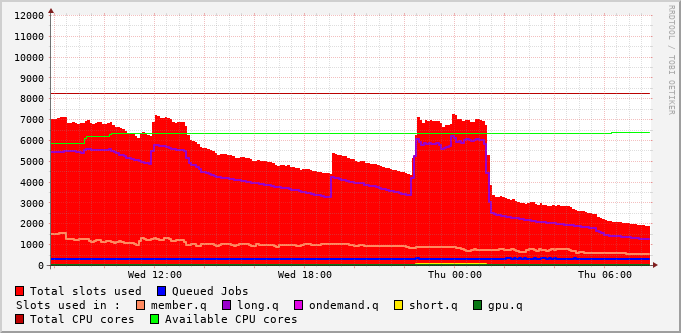 12000
11000
10000
9000
8000
7000
6000
5000
4000
3000
2000
1000
0
Wed 12:00 Wed 18:00 Thu 00:00 Thu 06:00
RRDTOOL / TOBI OETIKER
Total slots used Queued Jobs
Slots used in : member.q long.q ondemand.q short.q gpu.q
Total CPU cores Available CPU cores